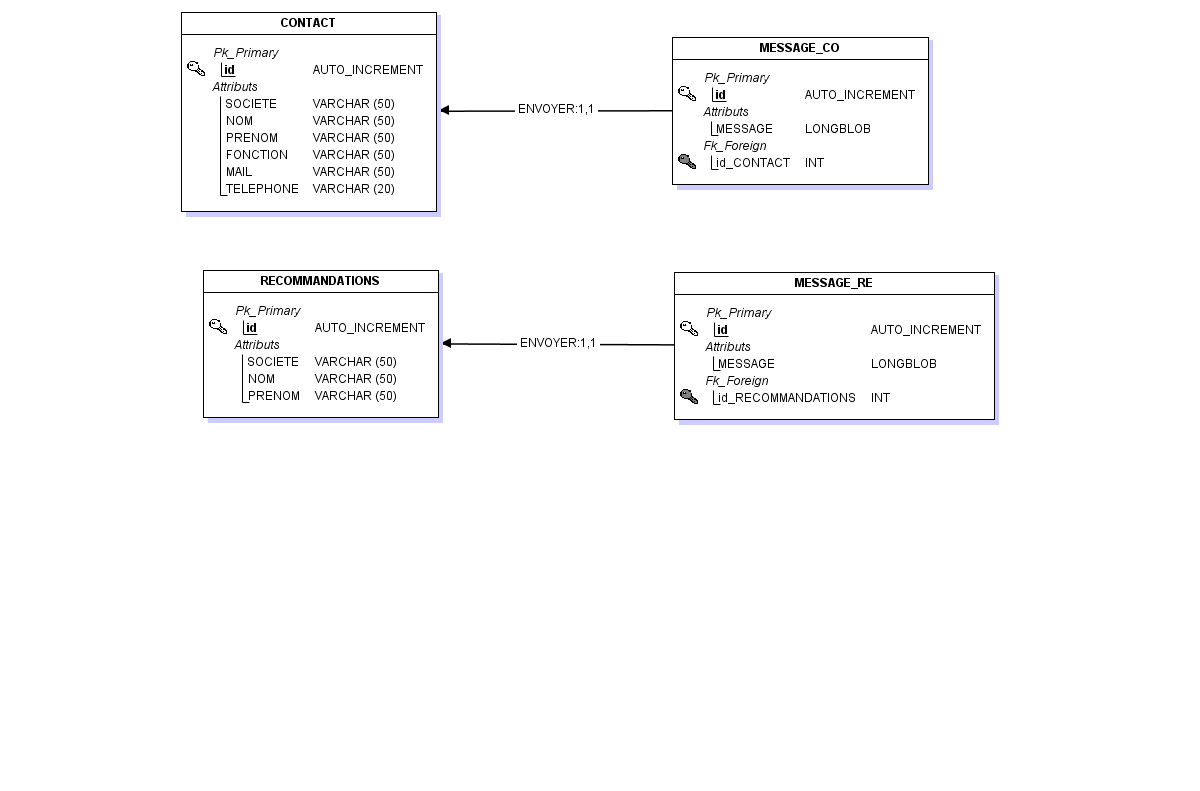 CONTACT
Pk_Primary
id AUTO_INCREMENT
Attributs
SOCIETE VARCHAR (50)
NOM VARCHAR (50)
PRENOM VARCHAR (50)
FONCTION VARCHAR (50)
MAIL VARCHAR (50)
TELEPHONE VARCHAR (20)
ENVOYER:1,1
MESSAGE_CO
Pk_Primary
id AUTO_INCREMENT
Attributs
MESSAGE LONGBLOB
Fk_Foreign
id_CONTACT INT
RECOMMANDATIONS
Pk_Primary
id AUTO_INCREMENT
Attributs
SOCIETE VARCHAR (50)
NOM VARCHAR (50)
PRENOM VARCHAR (50)
ENVOYER:1,1
MESSAGE_RE
Pk_Primary
id AUTO_INCREMENT
Attributs
MESSAGE LONGBLOB
Fk_Foreign
id_RECOMMANDATIONS INT